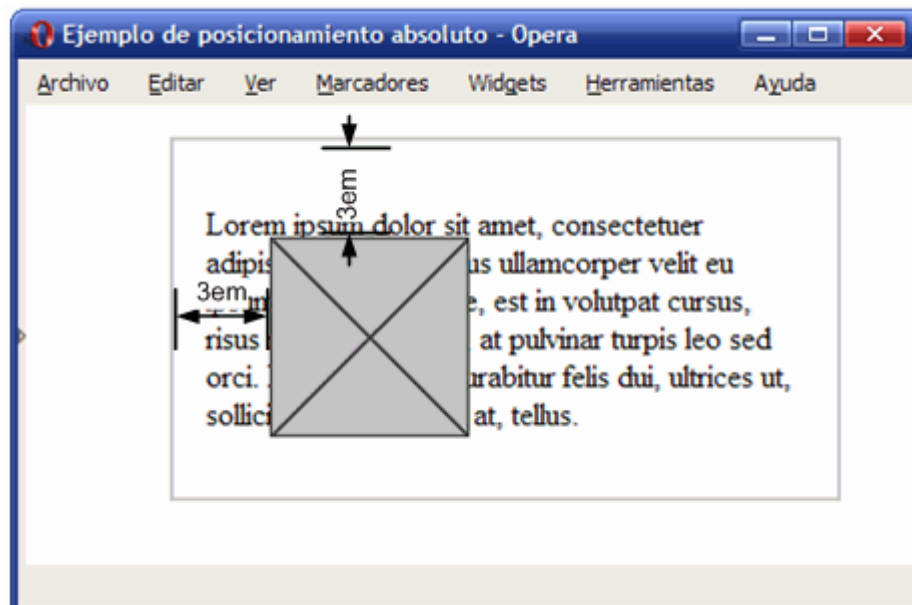 Ejemplo de posicionamiento absoluto - Opera
Archivo Editar Ver Marcadores Widgets Herramientas Ayuda
3em
Lorem ipsum dolor sit amet, consectetuer
adipis us ullamcorper velit eu
3em
e, est in volutpat cursus,
risus at pulvinar turpis leo sed
orci. urabitur felis dui, ultrices ut,
sollici at, tellus.